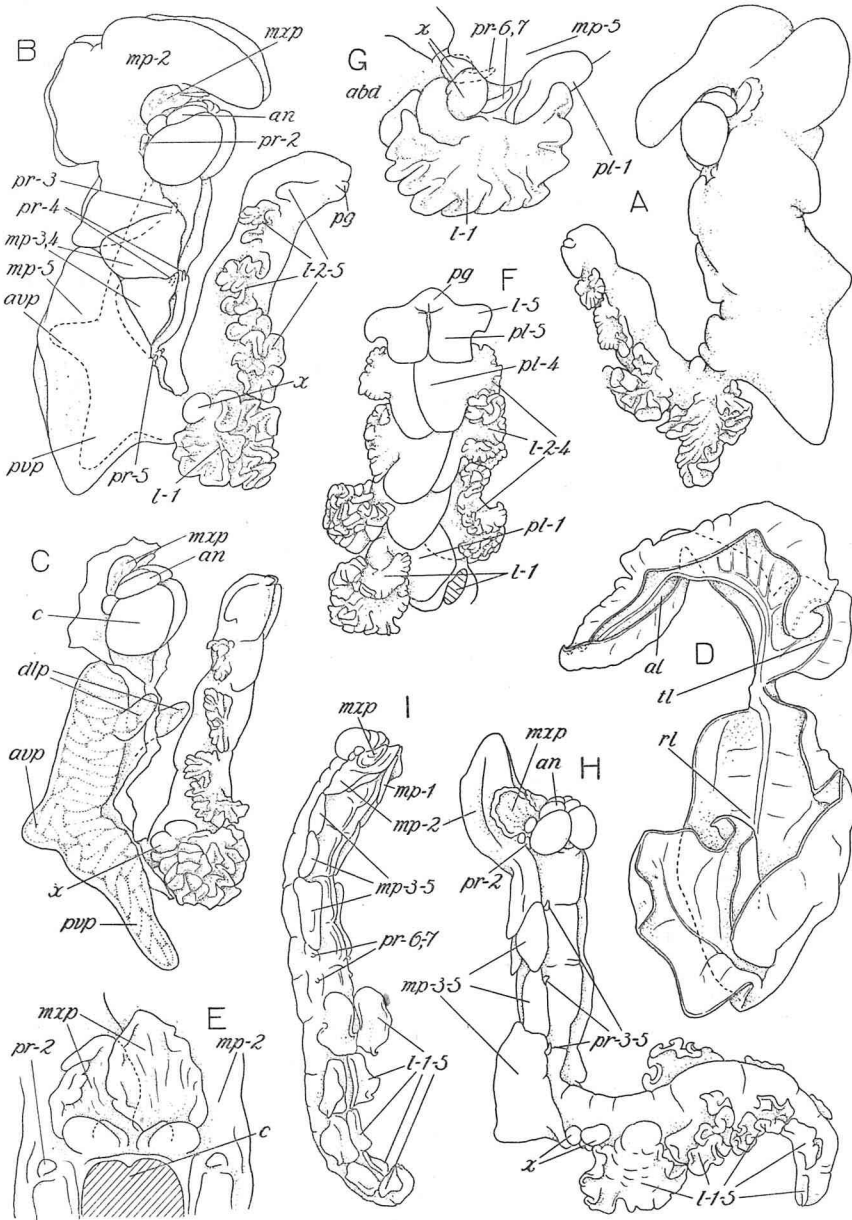 B
mp-2
mxp
an
pr-2
pr-3
pr-4
mp-3,4
mp-5
avp
pvp
pr-5
l-1
l-2-5
pg
x
G
x
pr-6,7
mp-5
abd
pl-1
l-1
A
F
pg
l-5
pl-5
pl-4
l-2-4
pl-1
l-1
C
mxp
an
c
dlp
avp
x
pvp
D
al
tl
rl
I
mxp
mp-1
mp-2
mp-3-5
pr-6,7
l-1-5
H
mxp
an
mp-2
pr-2
mp-3-5
pr-3-5
x
l-1-5
E
mxp
pr-2
mp-2
c